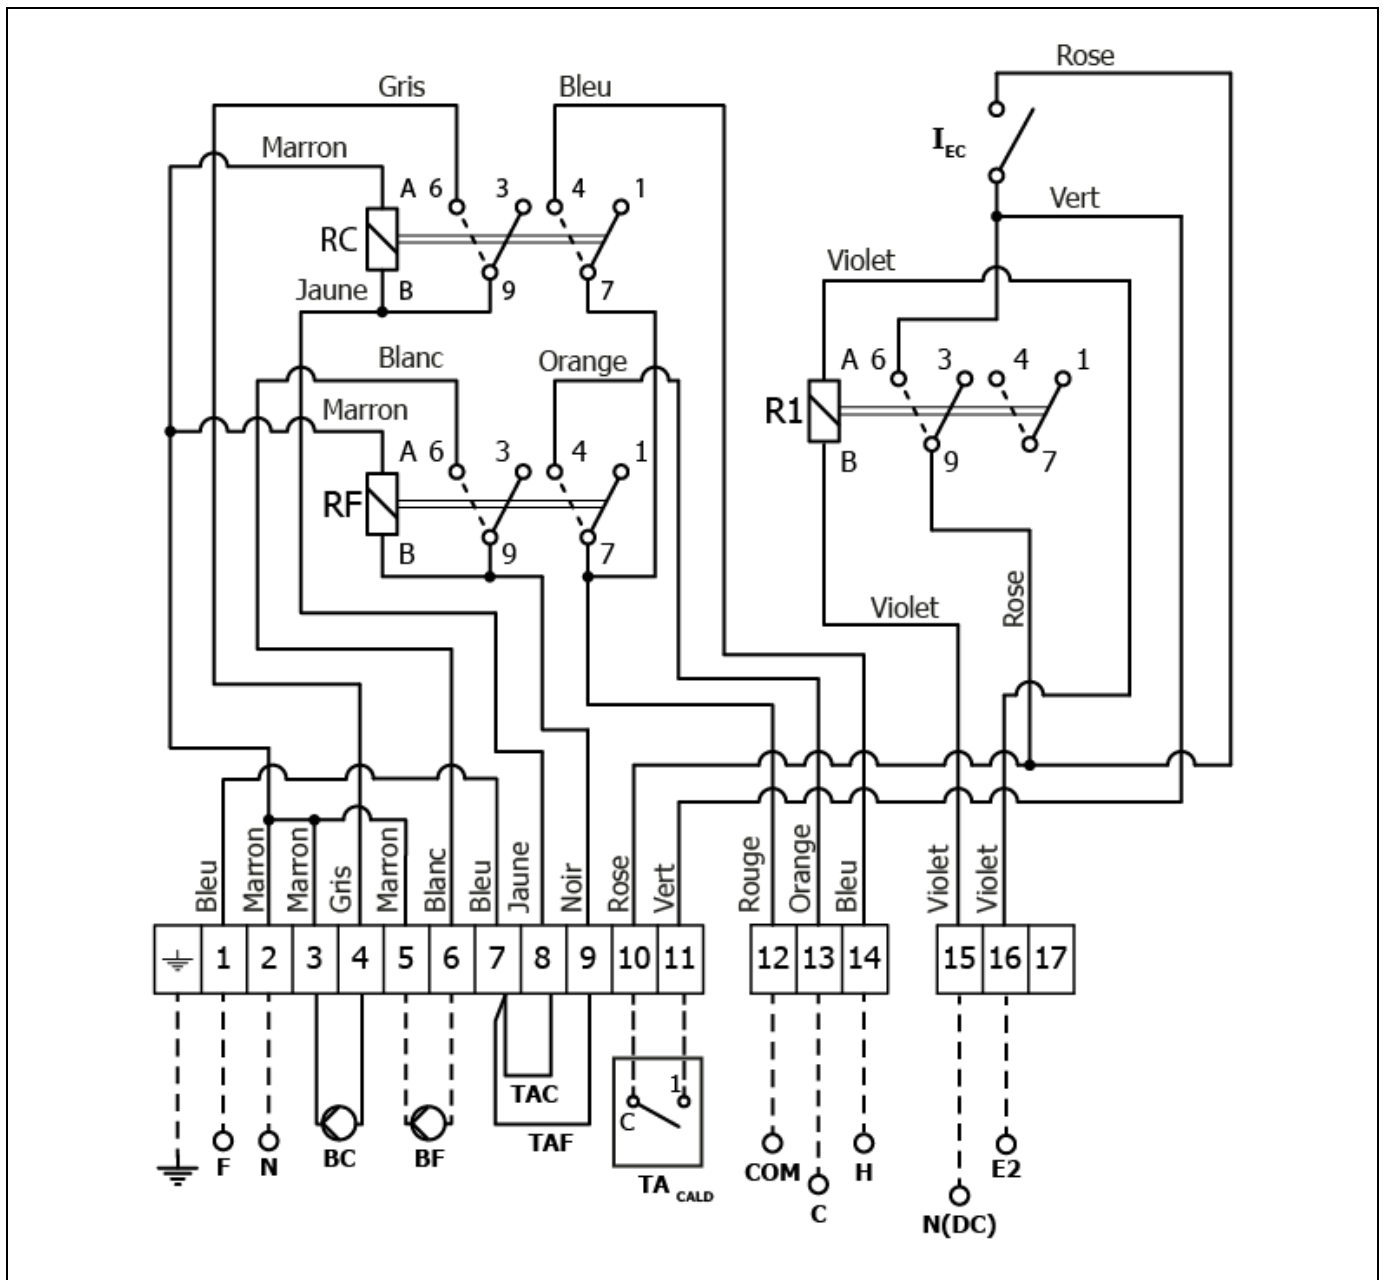 Rose
Gris
Bleu
I EC
Marron
A 6 3 4 1
Vert
RC
Violet
Jaune B 9 7
Blanc
Orange
A 6 3 4 1
Marron
R1
A 6 3 4 1
B 9 7
RF
B 9 7
Rose
Violet
Bleu
Marron
Marron
Gris
Marron
Blanc
Bleu
Jaune
Noir
Rose
Vert
Rouge
Orange
Bleu
Violet
Violet
1 2 3 4 5 6 7 8 9 10 11 12 13 14 15 16 17
TAC
C 1
F N BC BF TAF
TA CALD
COM H E2
C
N(DC)